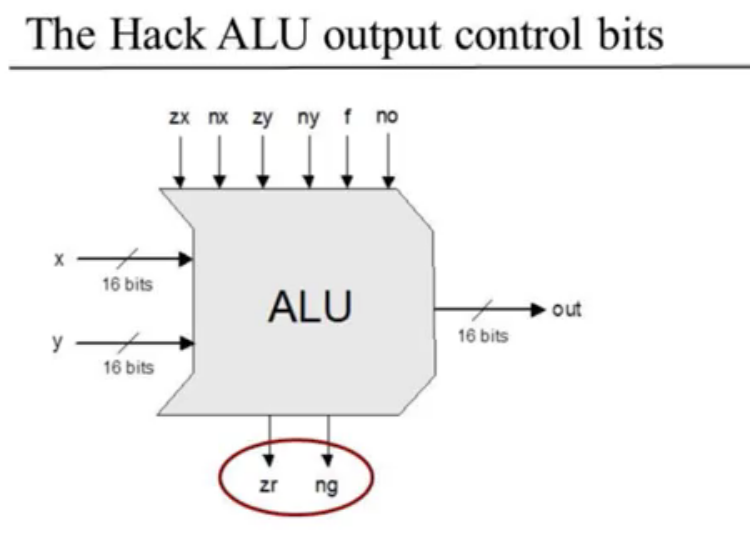 The Hack ALU output control bits
zx nx zy ny f no
x
16 bits
y
16 bits
ALU
out
16 bits
zr ng